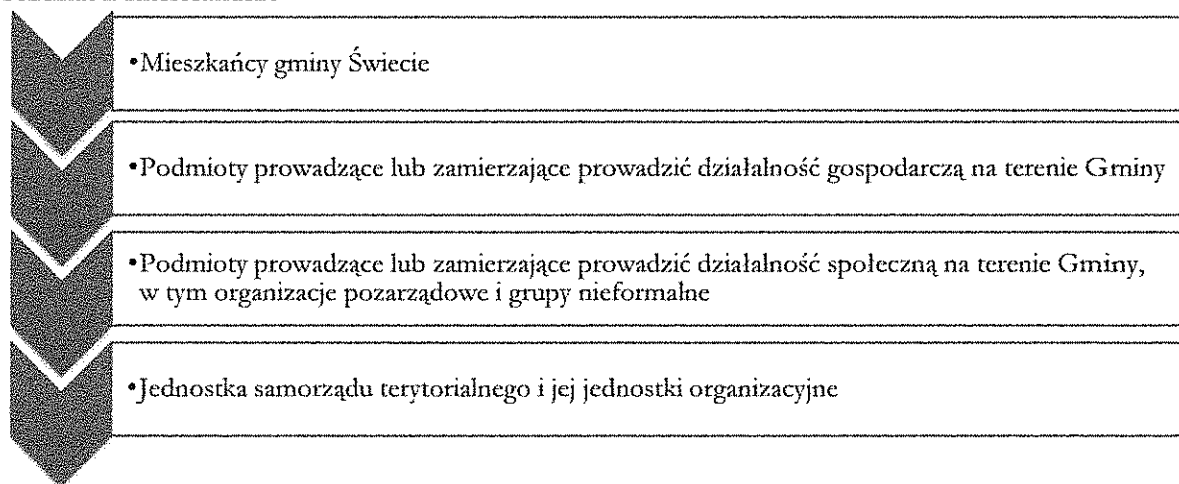 •Mieszkańcy gminy Świecie
•Podmioty prowadzące lub zamierzające prowadzić działalność gospodarczą na terenie Gminy
•Podmioty prowadzące lub zamierzające prowadzić działalność społeczną na terenie Gminy,
w tym organizacje pozarządowe i grupy nieformalne
•Jednostka samorządu terytorialnego i jej jednostki organizacyjne